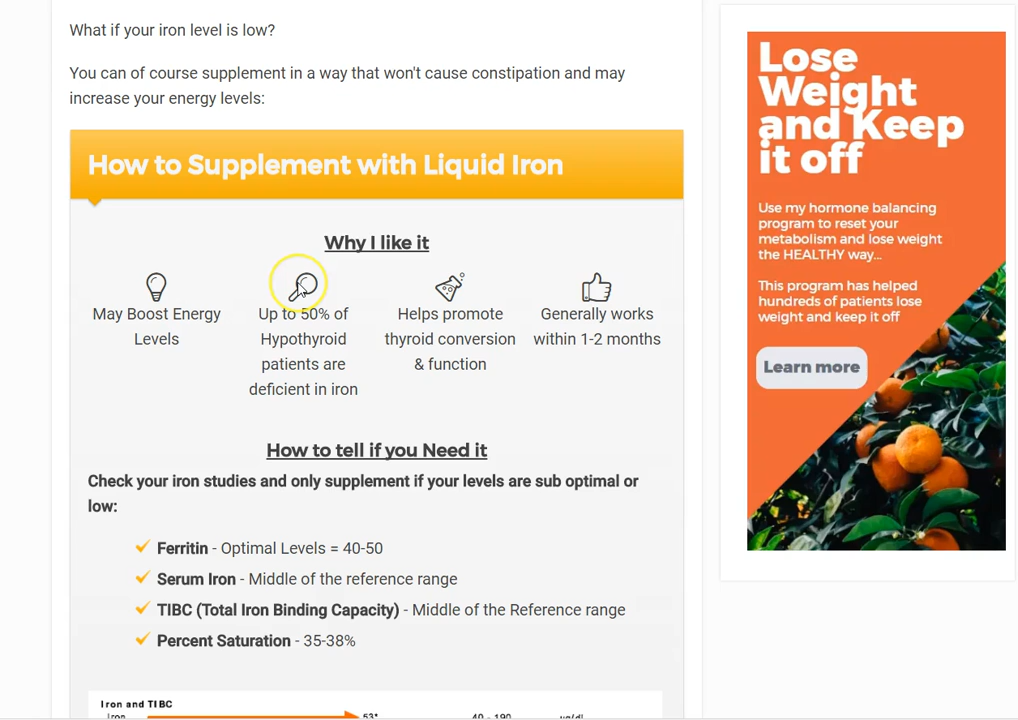 What if your iron level is low?
You can of course supplement in a way that won't cause constipation and may
increase your energy levels:
How to Supplement with Liquid Iron
Why I like it
May Boost Energy
Levels
Up to 50% of
Hypothyroid
patients are
deficient in iron
Helps promote
thyroid conversion
& function
Generally works
within 1-2 months
How to tell if you Need it
Check your iron studies and only supplement if your levels are sub optimal or
low:
Ferritin - Optimal Levels = 40-50
Serum Iron - Middle of the reference range
TIBC (Total Iron Binding Capacity) - Middle of the Reference range
Percent Saturation - 35-38%
Iron and TIBC
Iron 53* 40 - 190 ug/dl
Lose
Weight
and Keep
it off
Use my hormone balancing
program to reset your
metabolism and lose weight
the HEALTHY way...
This program has helped
hundreds of patients lose
weight and keep it off
Learn more